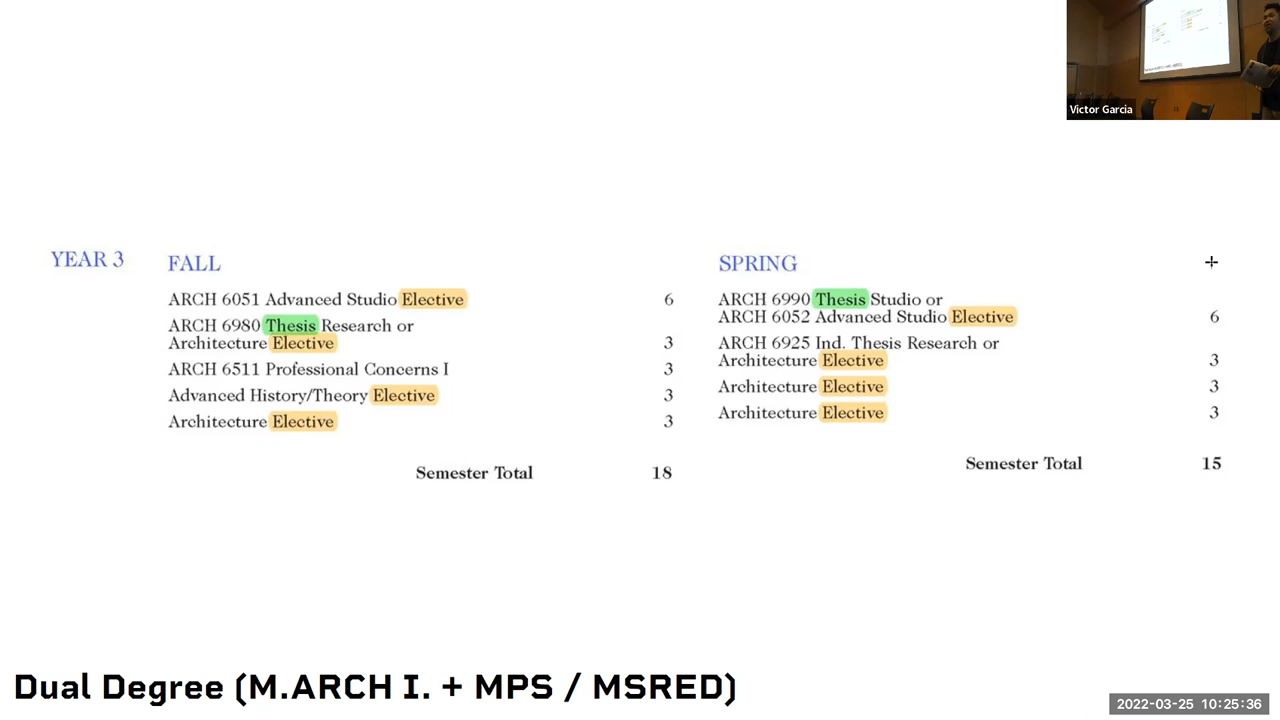 Victor Garcia
YEAR 3
FALL
ARCH 6051 Advanced Studio Elective 6
ARCH 6980 Thesis Research or
Architecture Elective 3
ARCH 6511 Professional Concerns I 3
Advanced History/Theory Elective 3
Architecture Elective 3
Semester Total 18
SPRING
ARCH 6990 Thesis Studio or
ARCH 6052 Advanced Studio Elective 6
ARCH 6925 Ind. Thesis Research or
Architecture Elective 3
Architecture Elective 3
Architecture Elective 3
Semester Total 15
Dual Degree (M.ARCH I. + MPS / MSRED)
2022-03-25 10:25:36